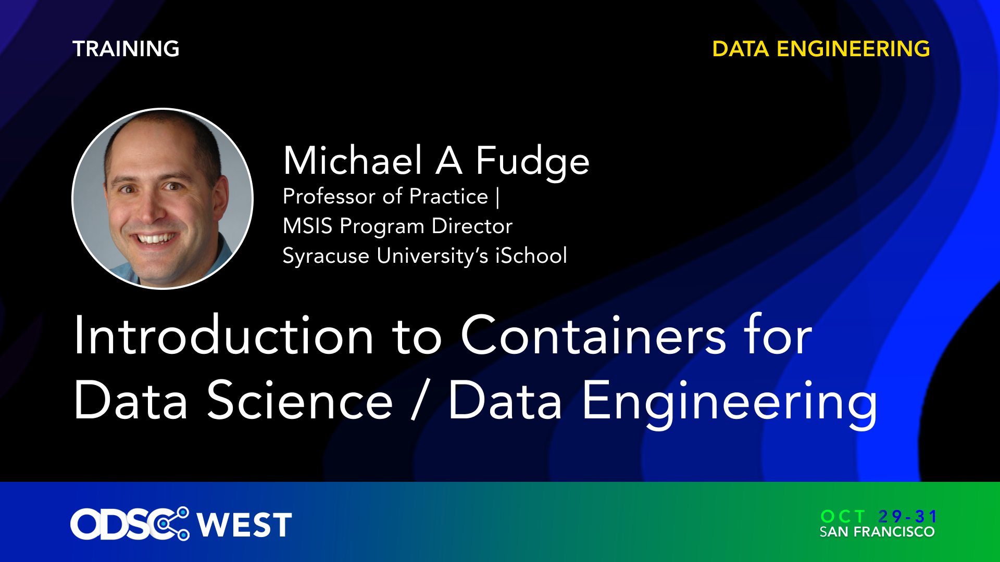 TRAINING
DATA ENGINEERING
Michael A Fudge
Professor of Practice |
MSIS Program Director
Syracuse University’s iSchool
Introduction to Containers for
Data Science / Data Engineering
ODSC WEST
OCT 29-31
SAN FRANCISCO